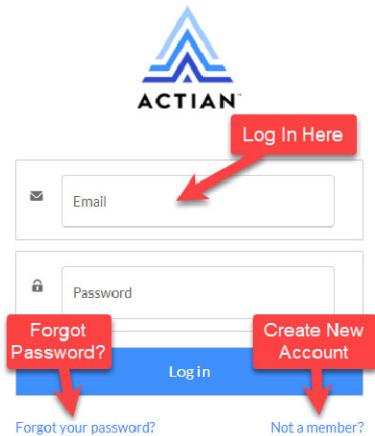 ACTIAN™
Log In Here
Email
Password
Forgot
Password?
Create New
Account
Log in
Forgot your password?
Not a member?